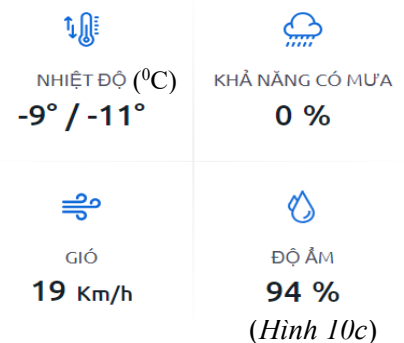 NHIỆT ĐỘ (⁰C)
-9° / -11°
KHẢ NĂNG CÓ MƯA
0 %
GIÓ
19 Km/h
ĐỘ ẨM
94 %
(Hình 10c)